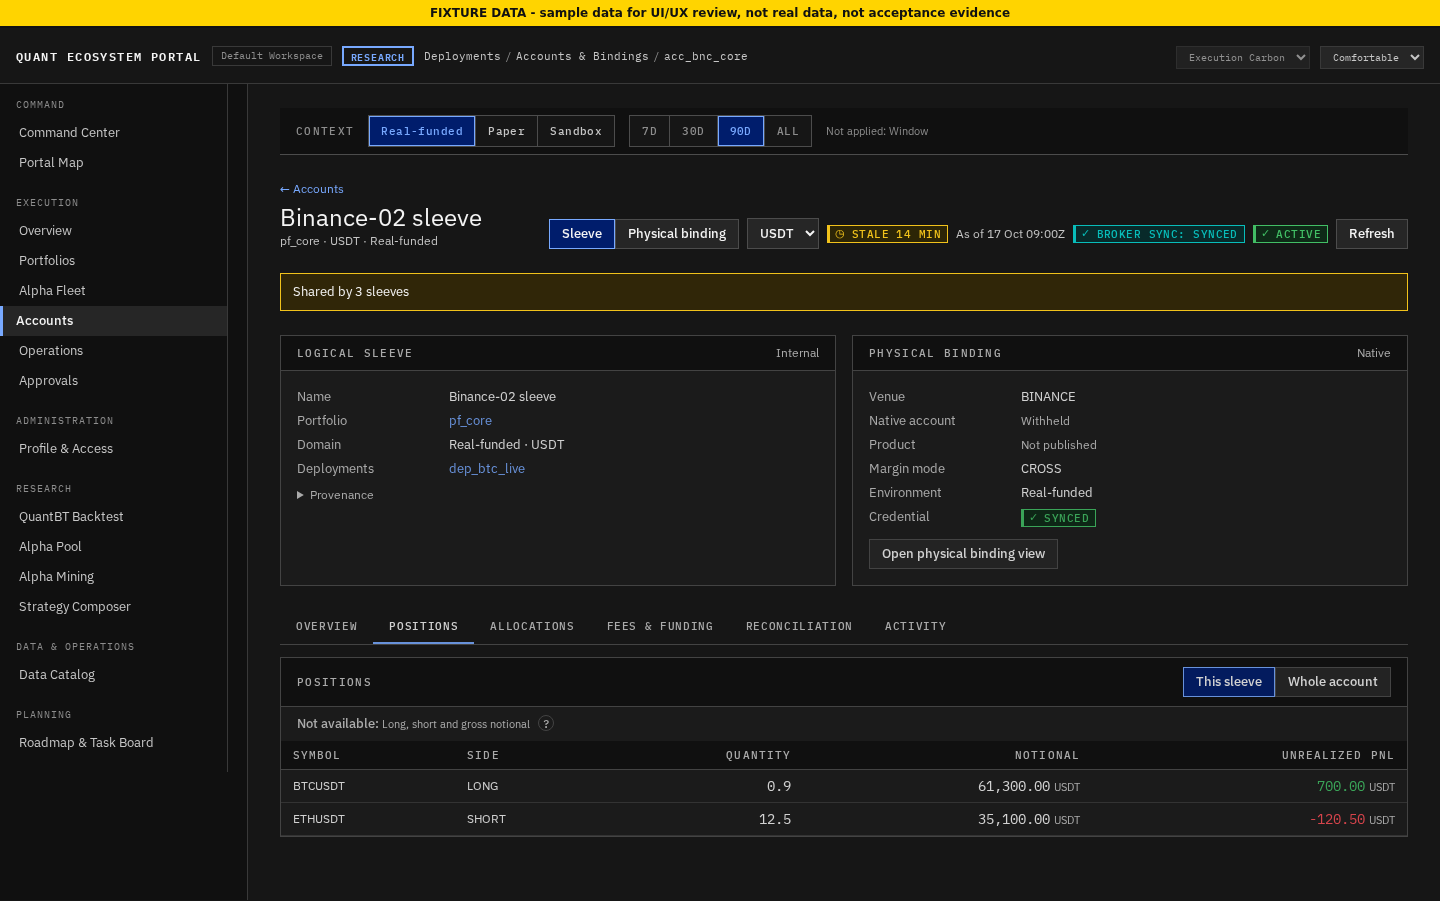 FIXTURE DATA - sample data for UI/UX review, not real data, not acceptance evidence
QUANT ECOSYSTEM PORTAL Default Workspace RESEARCH Deployments / Accounts & Bindings / acc_bnc_core Execution Carbon Comfortable
COMMAND
Command Center
Portal Map
EXECUTION
Overview
Portfolios
Alpha Fleet
Accounts
Operations
Approvals
ADMINISTRATION
Profile & Access
RESEARCH
QuantBT Backtest
Alpha Pool
Alpha Mining
Strategy Composer
DATA & OPERATIONS
Data Catalog
PLANNING
Roadmap & Task Board
CONTEXT Real-funded Paper Sandbox 7D 30D 90D ALL Not applied: Window
← Accounts
Binance-02 sleeve
pf_core · USDT · Real-funded
Sleeve Physical binding USDT STALE 14 MIN As of 17 Oct 09:00Z ✓ BROKER SYNC: SYNCED ✓ ACTIVE Refresh
Shared by 3 sleeves
LOGICAL SLEEVE Internal
Name Binance-02 sleeve
Portfolio pf_core
Domain Real-funded · USDT
Deployments dep_btc_live
▶ Provenance
PHYSICAL BINDING Native
Venue BINANCE
Native account Withheld
Product Not published
Margin mode CROSS
Environment Real-funded
Credential ✓ SYNCED
Open physical binding view
OVERVIEW POSITIONS ALLOCATIONS FEES & FUNDING RECONCILIATION ACTIVITY
POSITIONS This sleeve Whole account
Not available: Long, short and gross notional ?
SYMBOL SIDE QUANTITY NOTIONAL UNREALIZED PNL
BTCUSDT LONG 0.9 61,300.00 USDT 700.00 USDT
ETHUSDT SHORT 12.5 35,100.00 USDT -120.50 USDT